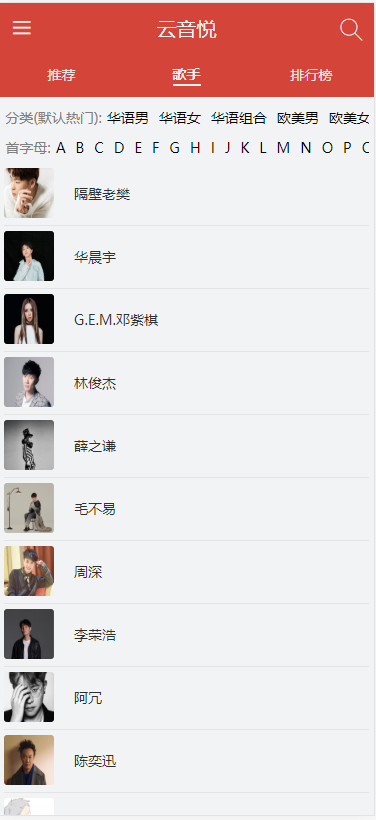 云音悦
推荐 歌手 排行榜
分类(默认热门): 华语男 华语女 华语组合 欧美男 欧美女
首字母: A B C D E F G H I J K L M N O P
隔壁老樊
华晨宇
G.E.M.邓紫棋
林俊杰
薛之谦
毛不易
周深
李荣浩
阿冗
陈奕迅